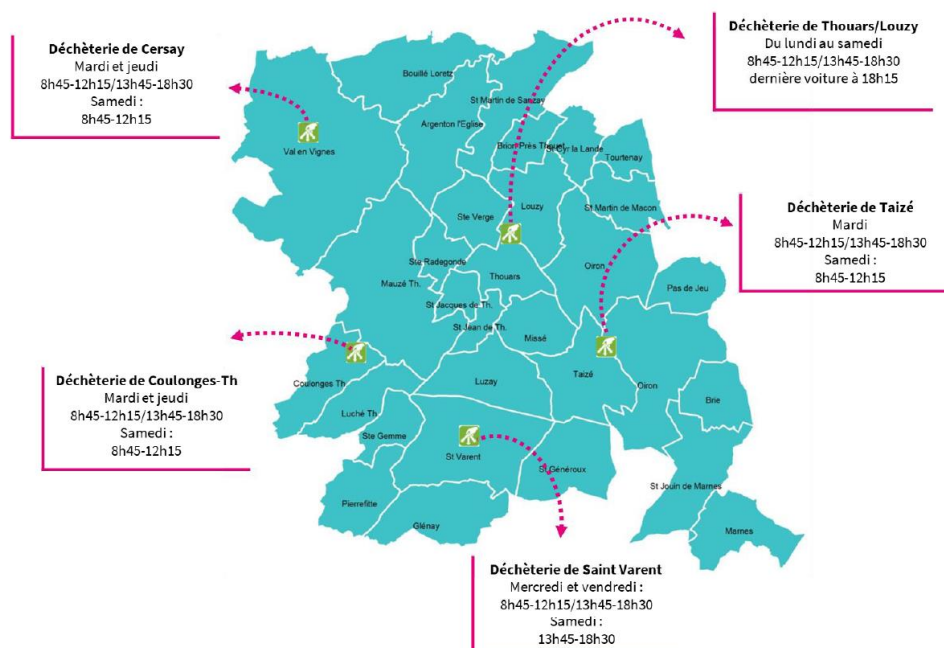 Déchèterie de Cersay
Mardi et jeudi
8h45-12h15/13h45-18h30
Samedi :
8h45-12h15
Déchèterie de Thouars/Louzy
Du lundi au samedi
8h45-12h15/13h45-18h30
dernière voiture à 18h15
Bouillé Loretz
St Martin de Sanzay
Argenton l'Eglise
Val en Vignes
Brion Près Thouet
St Cyr la Lande
Tourtenay
Ste Verge
Louzy
St Martin de Macon
Déchèterie de Taizé
Mardi
8h45-12h15/13h45-18h30
Samedi :
8h45-12h15
Ste Radegonde
Mauzé Th.
Thouars
Oiron
Pas de Jeu
St Jacques de Th.
St Jean de Th.
Missé
Déchèterie de Coulonges-Th
Mardi et jeudi
8h45-12h15/13h45-18h30
Samedi :
8h45-12h15
Coulonges Th
Luzay
Taizé
Oiron
Brie
Luché Th
Ste Gemme
St Varent
St Généroux
St Jouin de Marnes
Pierrefitte
Glénay
Marnes
Déchèterie de Saint Varent
Mercredi et vendredi :
8h45-12h15/13h45-18h30
Samedi :
13h45-18h30